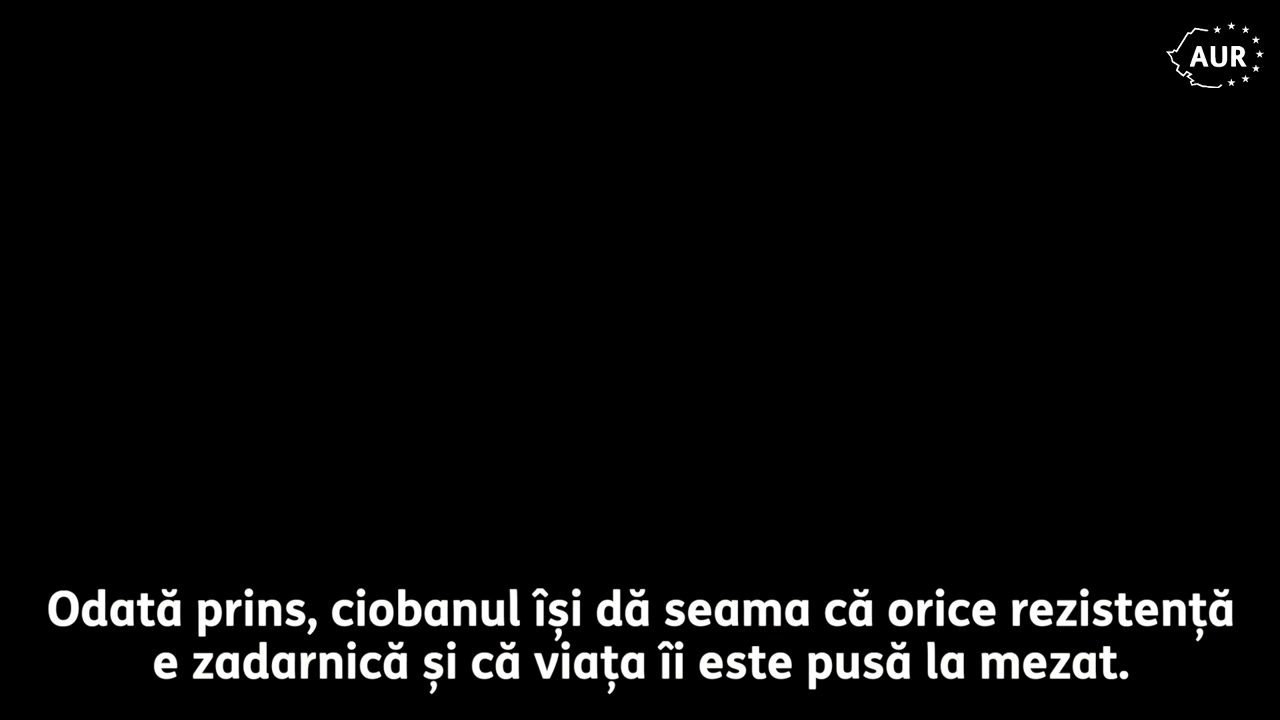 AUR
Odată prins, ciobanul își dă seama că orice rezistență
e zadarnică și că viața îi este pusă la mezat.